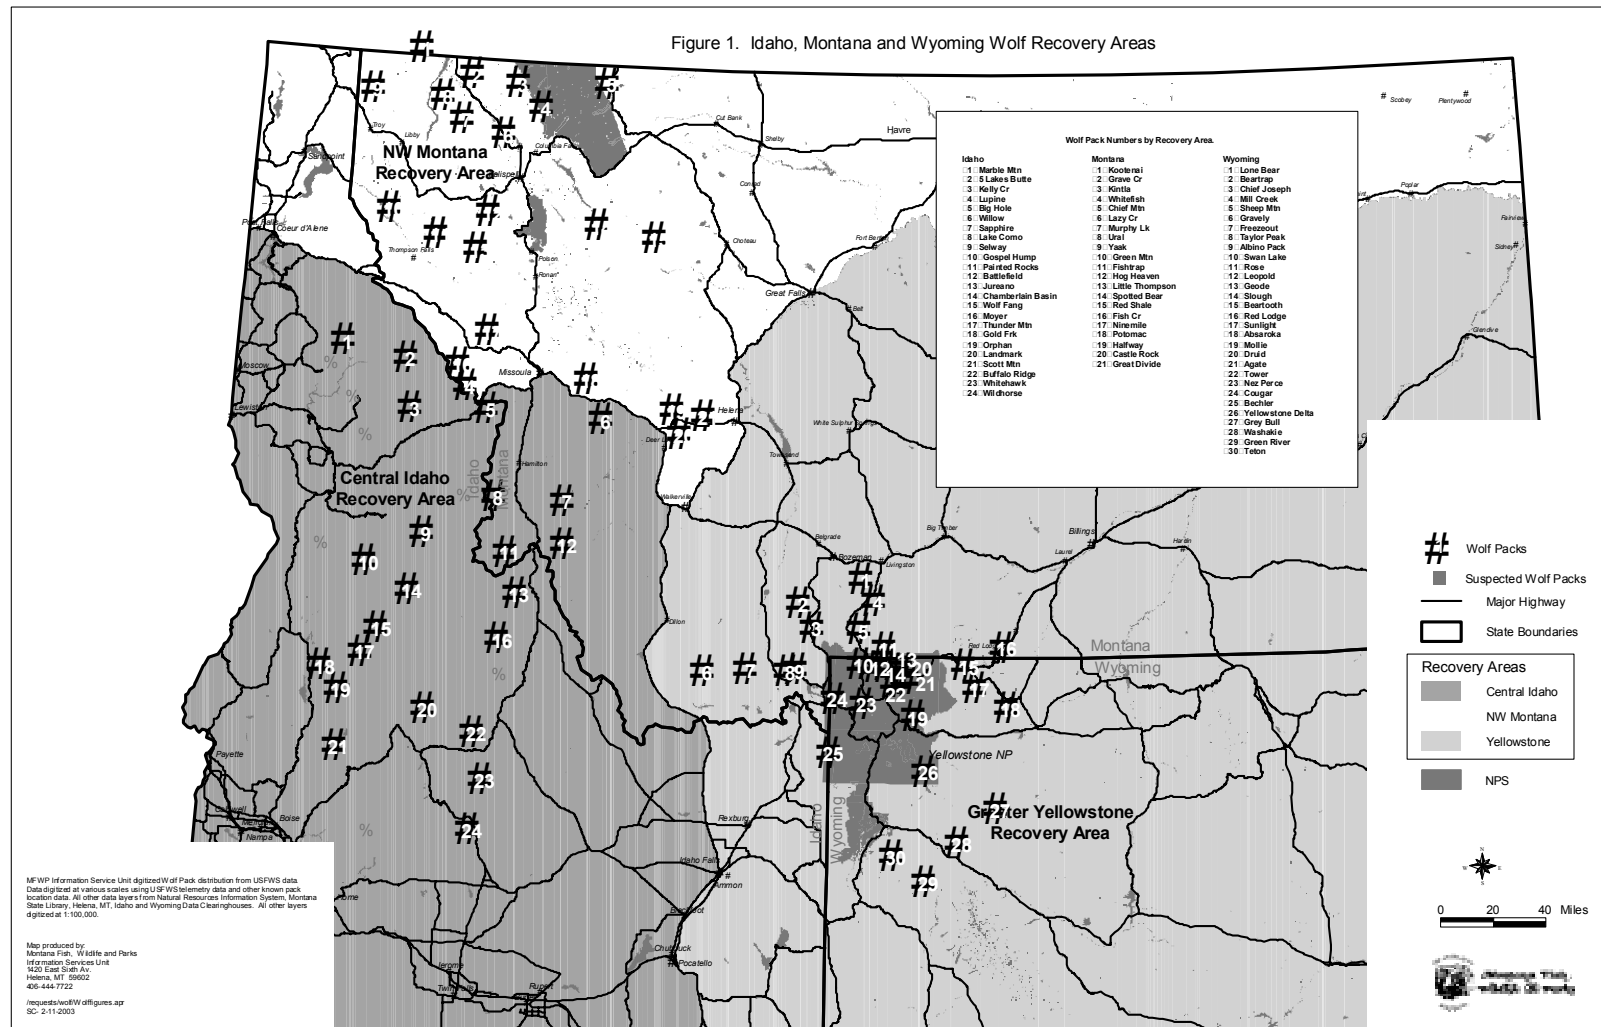 Figure 1. Idaho, Montana and Wyoming Wolf Recovery Areas
Wolf Pack Numbers by Recovery Area.
Idaho
1 Marble Mtn
2 5 Lakes Butte
3 Kelly Cr
4 Lupine
5 Big Hole
6 Willow
7 Sapphire
8 Lake Como
9 Selway
10 Gospel Hump
11 Painted Rocks
12 Battlefield
13 Jureano
14 Chamberlain Basin
15 Wolf Fang
16 Moyer
17 Thunder Mtn
18 Gold Frk
19 Orphan
20 Landmark
21 Scott Mtn
22 Buffalo Ridge
23 Whitehawk
24 Wildhorse
Montana
1 Kootenai
2 Grave Cr
3 Kintla
4 Whitefish
5 Chief Mtn
6 Lazy Cr
7 Murphy Lk
8 Ural
9 Yaak
10 Green Mtn
11 Fishtrap
12 Hog Heaven
13 Little Thompson
14 Spotted Bear
15 Red Shale
16 Fish Cr
17 Ninemile
18 Potomac
19 Halfway
20 Castle Rock
21 Great Divide
Wyoming
1 Lone Bear
2 Beartrap
3 Chief Joseph
4 Mill Creek
5 Sheep Mtn
6 Gravely
7 Freezeout
8 Taylor Peak
9 Albino Pack
10 Swan Lake
11 Rose
12 Leopold
13 Geode
14 Slough
15 Beartooth
16 Red Lodge
17 Sunlight
18 Absaroka
19 Mollie
20 Druid
21 Agate
22 Tower
23 Nez Perce
24 Cougar
25 Bechler
26 Yellowstone Delta
27 Grey Bull
28 Washakie
29 Green River
30 Teton
NW Montana
Recovery Area
Central Idaho
Recovery Area
Greater Yellowstone
Recovery Area
Yellowstone NP
Idaho
Montana
Montana
Wyoming
Idaho
Wyoming
Scobey
Plentywood
Cut Bank
Shelby
Havre
Troy
Libby
Sandpoint
Conrad
Poplar
Coeur d'Alene
Thompson Falls
Choteau
Fort Benton
Sidney
Polson
Ronan
Great Falls
Belt
Glendive
Moscow
Missoula
Lewiston
Helena
White Sulphur Springs
Townsend
Hamilton
Walkerville
Big Timber
Billings
Belgrade
Bozeman
Livingston
Laurel
Hardin
Dillon
Payette
Boise
Nampa
Rexburg
Idaho Falls
Ammon
Chubbuck
Pocatello
Jerome
Rupert
Wolf Packs
Suspected Wolf Packs
Major Highway
State Boundaries
Recovery Areas
Central Idaho
NW Montana
Yellowstone
NPS
0 20 40 Miles
MFWP Information Service Unit digitized Wolf Pack distribution from USFWS data.
Data digitized at various scales using USFWS telemetry data and other known pack
location data. All other data layers from Natural Resources Information System, Montana
State Library, Helena, MT, Idaho and Wyoming Data Clearinghouses. All other layers
digitized at 1:100,000.
Map produced by:
Montana Fish, Wildlife and Parks
Information Services Unit
1420 East Sixth Av.
Helena, MT 59602
406-444-7722
/requests/wolf/Wolffigures.apr
SC- 2-11-2003